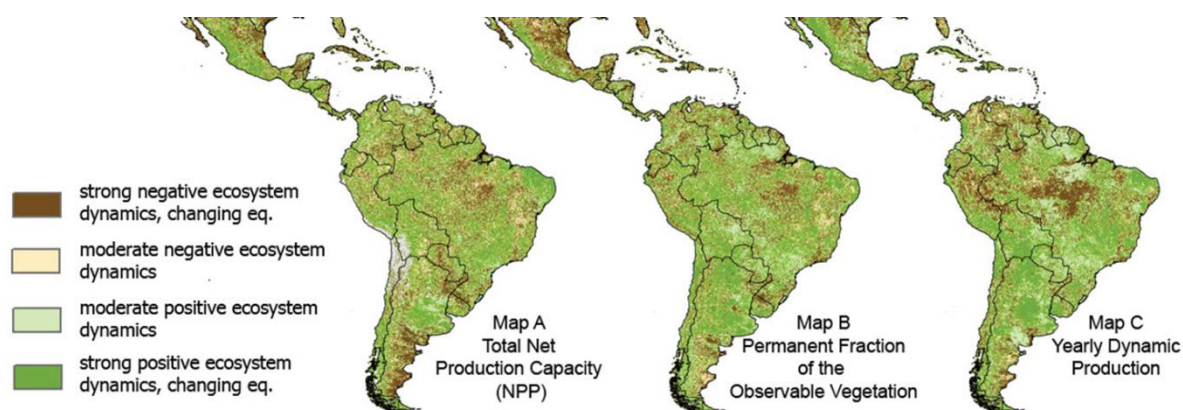 strong negative ecosystem
dynamics, changing eq.
moderate negative ecosystem
dynamics
moderate positive ecosystem
dynamics
strong positive ecosystem
dynamics, changing eq.
Map A
Total Net
Production Capacity
(NPP)
Map B
Permanent Fraction
of the
Observable Vegetation
Map C
Yearly Dynamic
Production